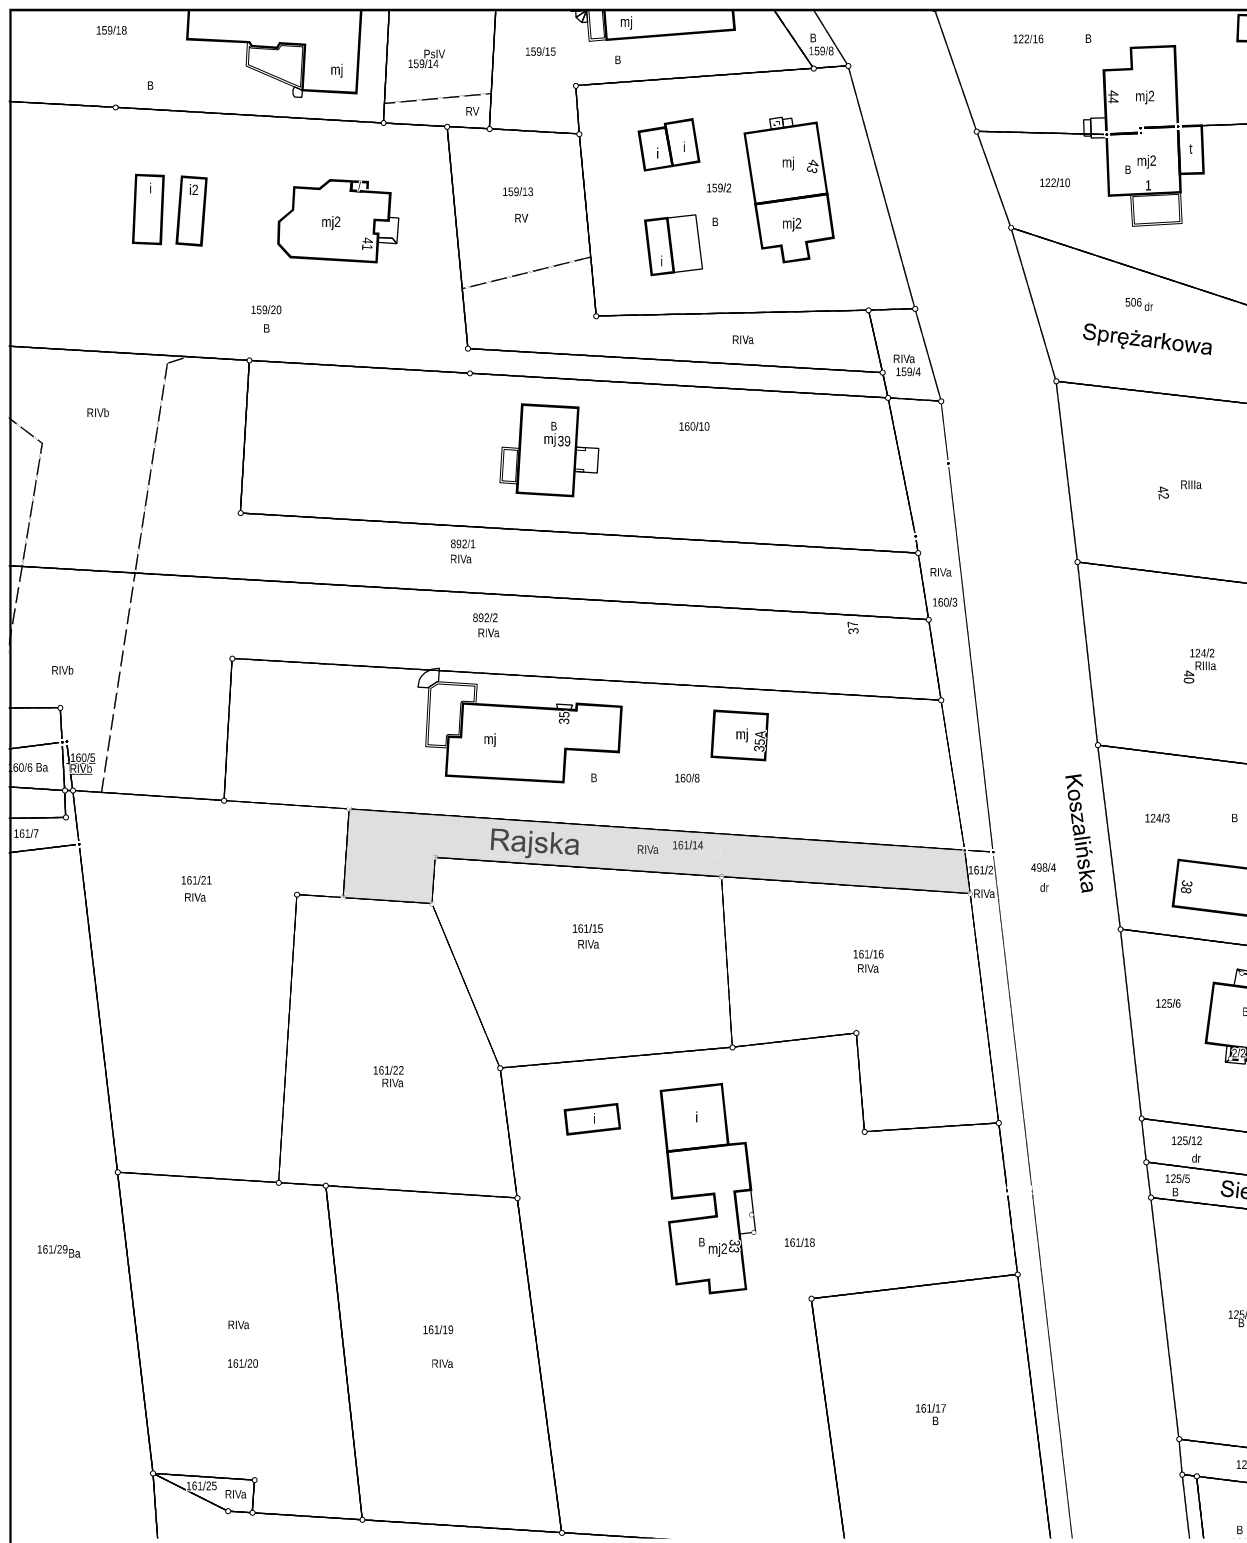 159/18
B
mj
PsIV
159/14
RV
159/15
mj
B
B
159/8
122/16
B
44
mj2
mj2
B
1
t
122/10
i
i2
mj2
41
159/13
RV
i
i
159/2
B
mj
43
mj2
i
159/20
B
506 dr
Sprężarkowa
RIVa
RIVa
159/4
RIVb
B
mj 39
160/10
42
RIIIa
892/1
RIVa
RIVa
160/3
892/2
RIVa
37
124/2
RIIIa
40
RIVb
160/5
RIVb
160/6 Ba
161/7
mj
35
mj
35A
B
160/8
Koszalińska
124/3
B
Rajska
RIVa
161/14
161/2
RIVa
498/4
dr
38
161/21
RIVa
161/15
RIVa
161/16
RIVa
125/6
B
161/22
RIVa
i
i
125/12
dr
125/5
B
Sie
161/29 Ba
B
mj2
33
161/18
RIVa
161/20
161/19
RIVa
125/
B
161/17
B
161/25
RIVa
12
B